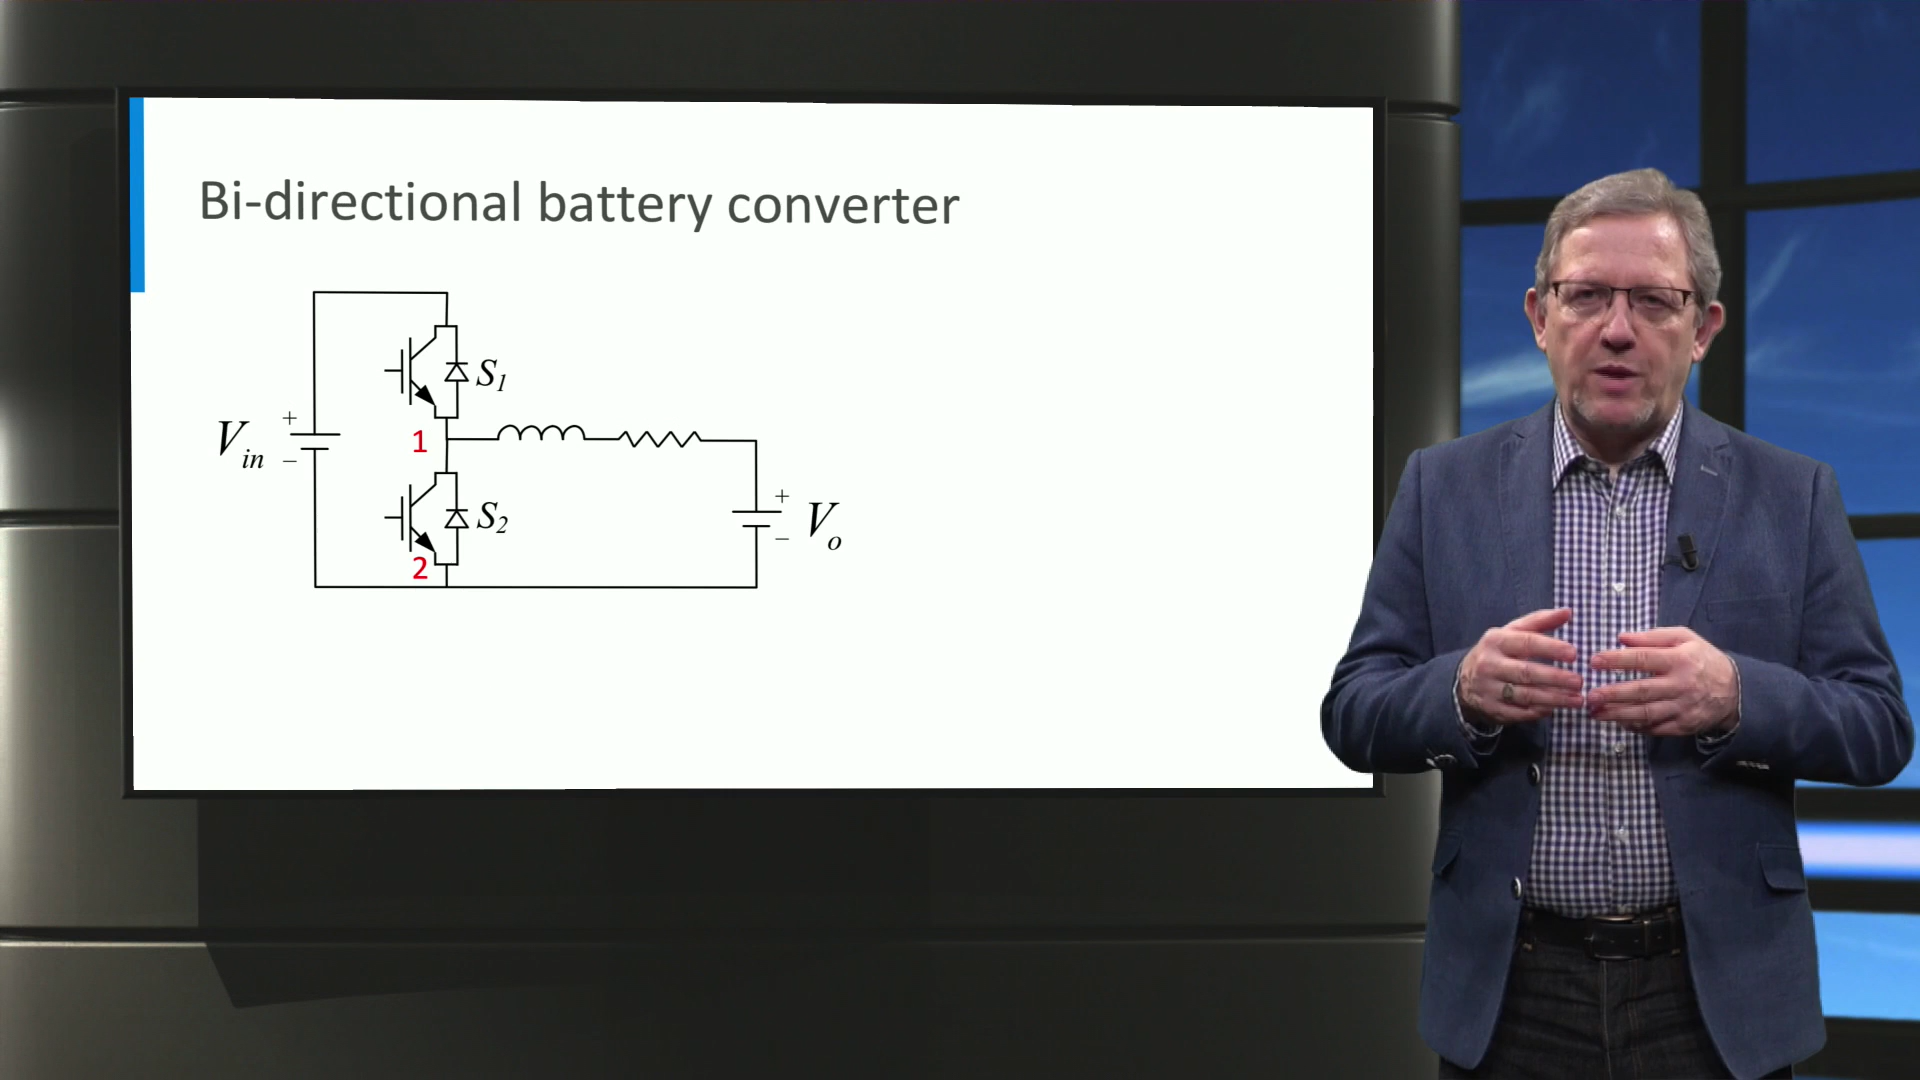 Bi-directional battery converter
S1
+
Vin
−
1
+
S2
Vo
−
2